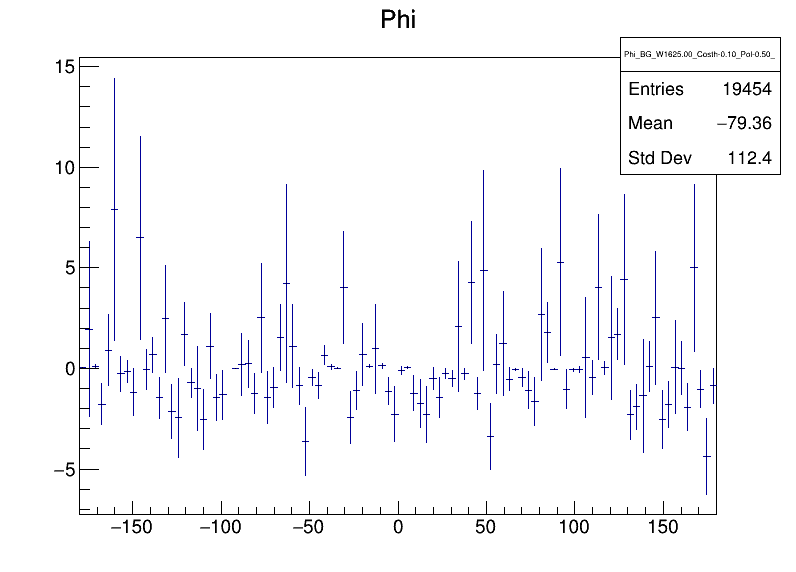 Phi
Phi_BG_W1625.00_Costh-0.10_Pol-0.50_
Entries 19454
Mean −79.36
Std Dev 112.4
15
10
5
0
−5
−150 −100 −50 0 50 100 150